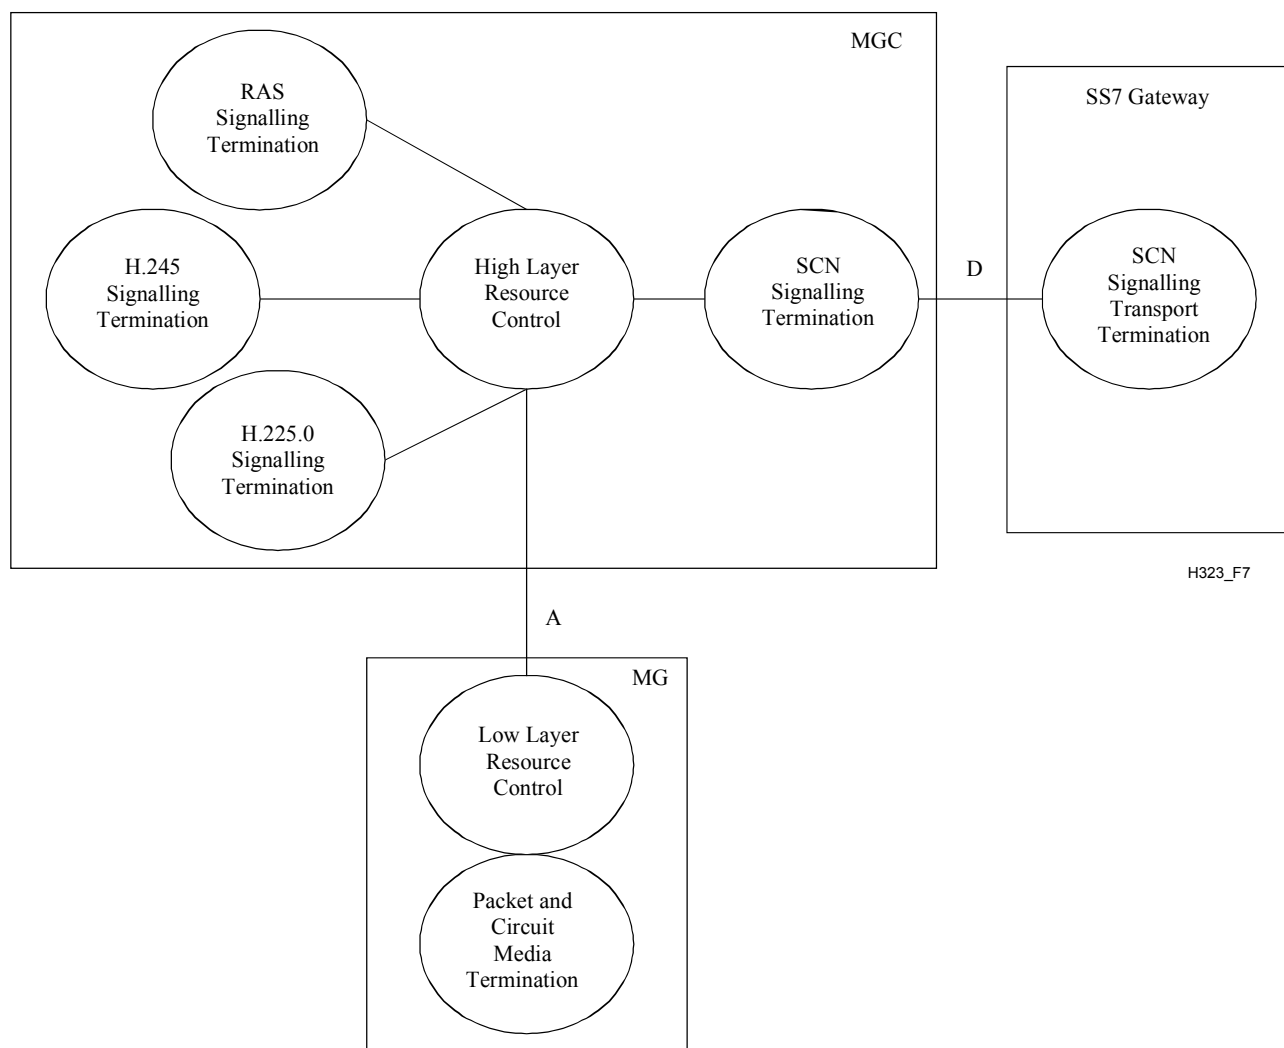 MGC
RAS
Signalling
Termination
SS7 Gateway
H.245
Signalling
Termination
High Layer
Resource
Control
SCN
Signalling
Termination
D
SCN
Signalling
Transport
Termination
H.225.0
Signalling
Termination
H323_F7
A
MG
Low Layer
Resource
Control
Packet and
Circuit
Media
Termination